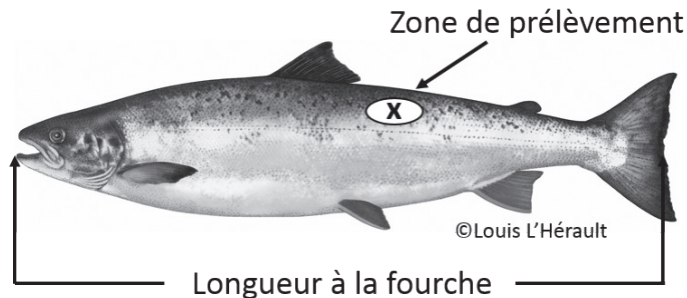 Zone de prélèvement
X
©Louis L’Hérault
Longueur à la fourche